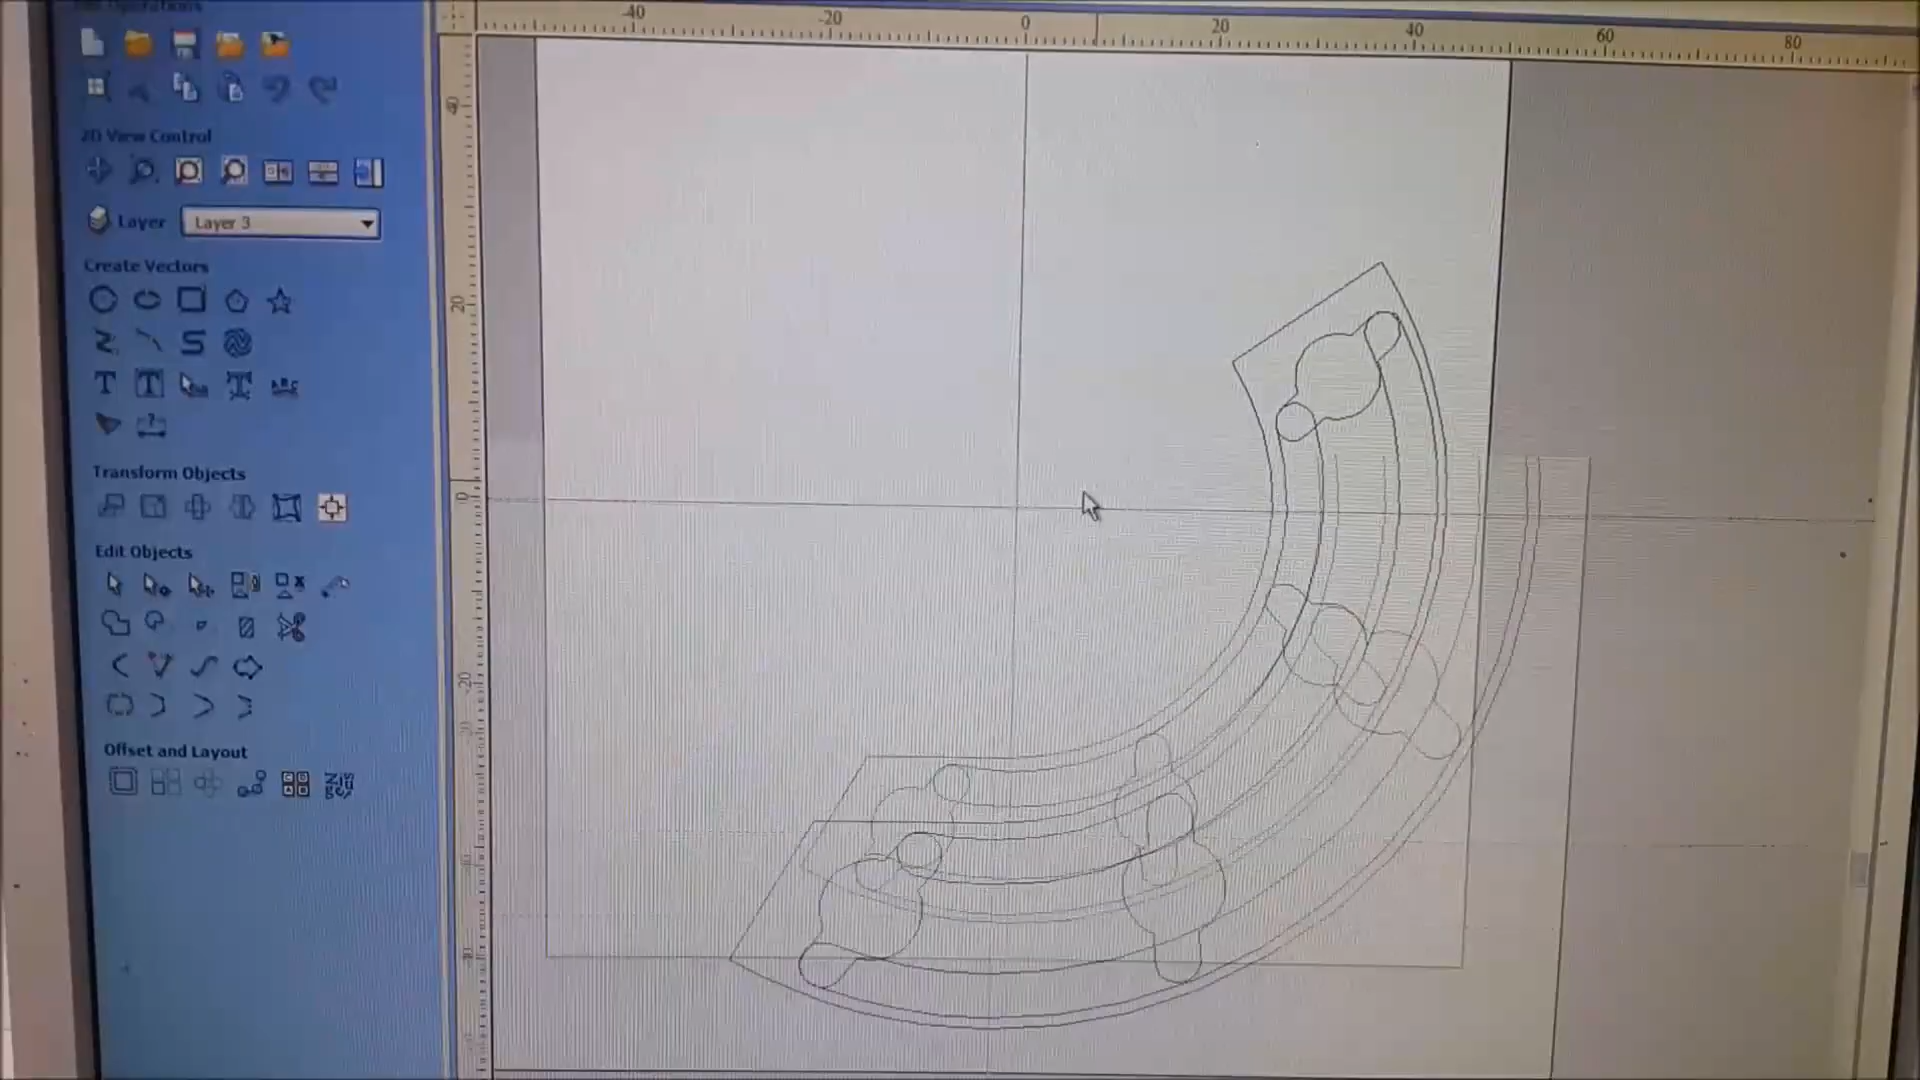 Operations
-40 -20 0 20 40 60 80
2D View Control
Layer Layer 3
40
Create Vectors
20
Transform Objects
0
Edit Objects
-20
Offset and Layout